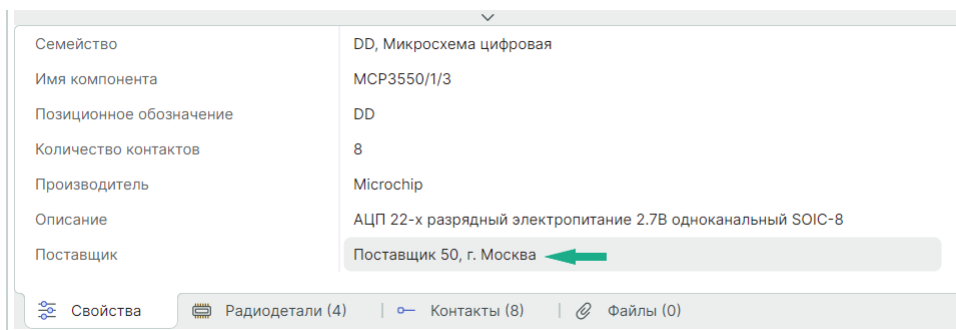 Семейство DD, Микросхема цифровая
Имя компонента MCP3550/1/3
Позиционное обозначение DD
Количество контактов 8
Производитель Microchip
Описание АЦП 22-х разрядный электропитание 2.7В одноканальный SOIC-8
Поставщик Поставщик 50, г. Москва
Свойства Радиодетали (4) Контакты (8) Файлы (0)